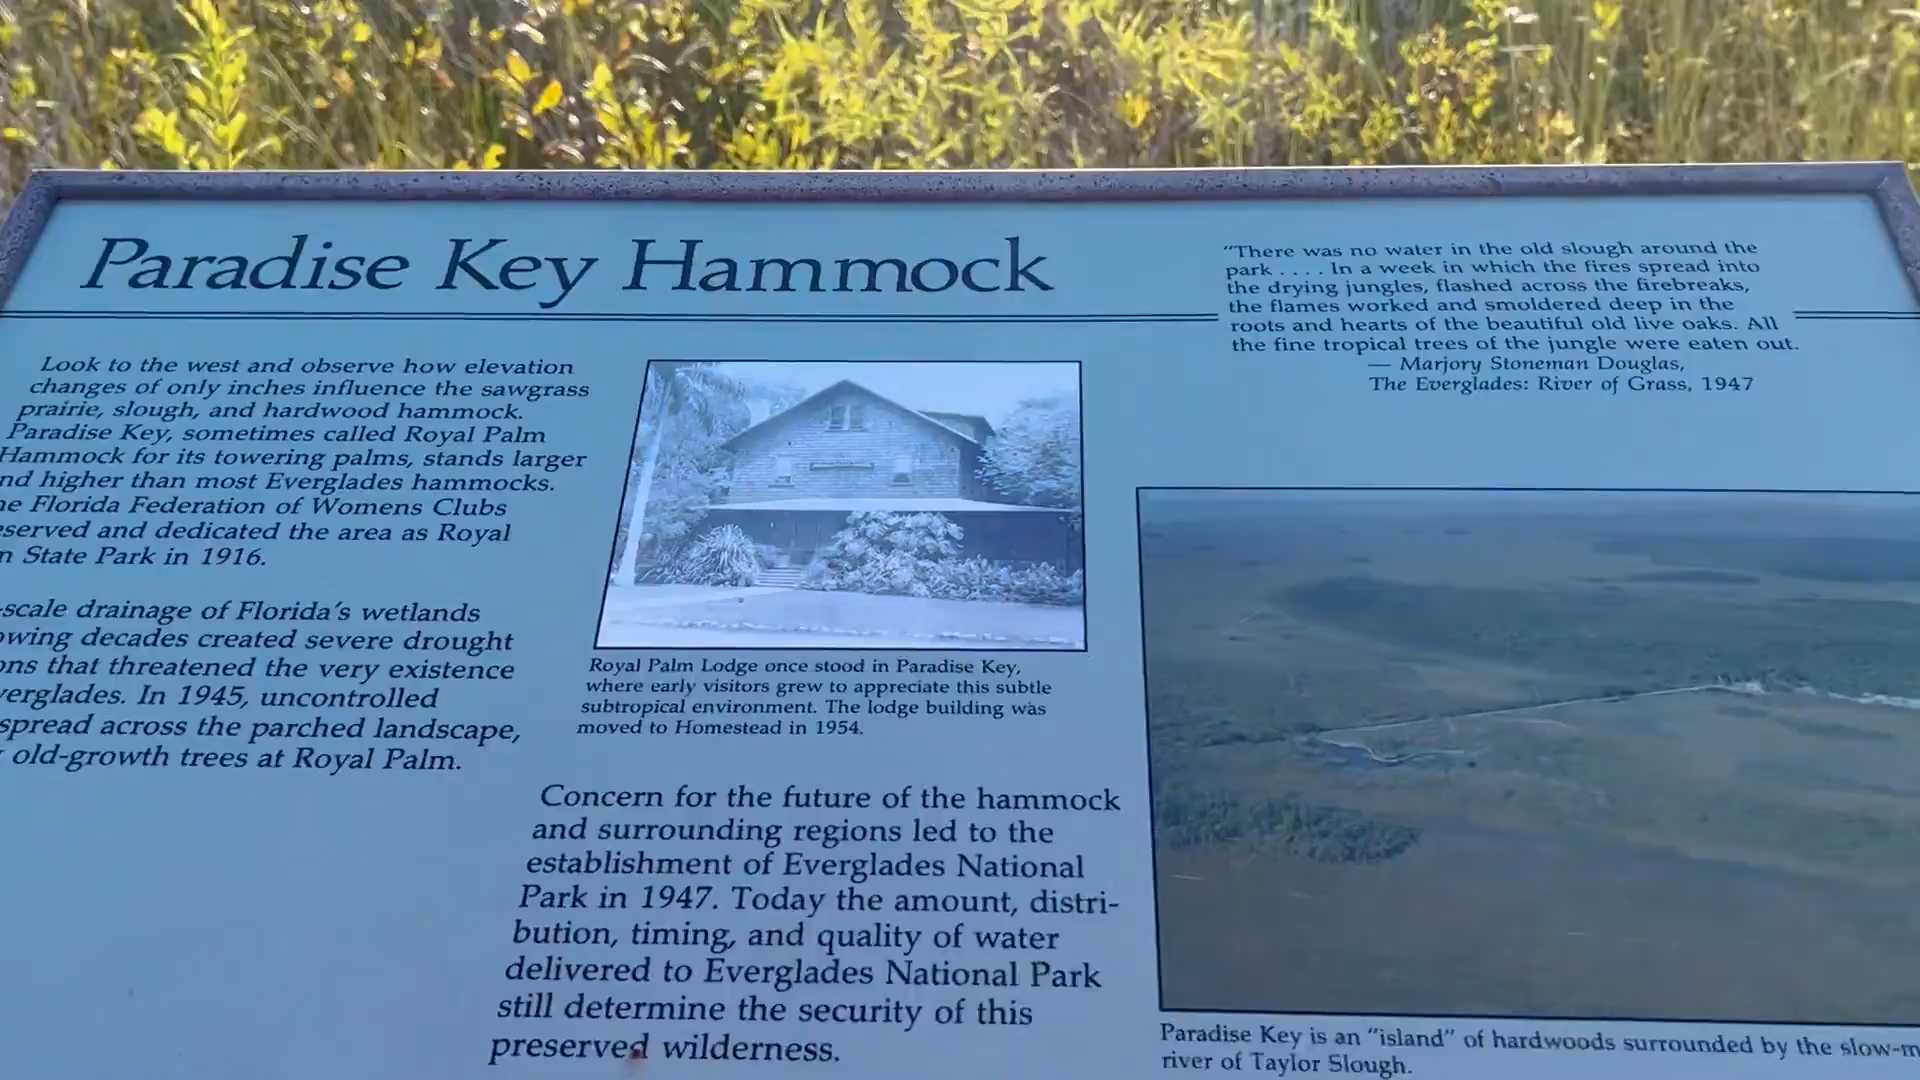 Paradise Key Hammock
"There was no water in the old slough around the
park . . . . In a week in which the fires spread into
the drying jungles, flashed across the firebreaks,
the flames worked and smoldered deep in the
roots and hearts of the beautiful old live oaks. All
the fine tropical trees of the jungle were eaten out.
— Marjory Stoneman Douglas,
The Everglades: River of Grass, 1947
Look to the west and observe how elevation
changes of only inches influence the sawgrass
prairie, slough, and hardwood hammock.
Paradise Key, sometimes called Royal Palm
Hammock for its towering palms, stands larger
nd higher than most Everglades hammocks.
he Florida Federation of Womens Clubs
eserved and dedicated the area as Royal
m State Park in 1916.
-scale drainage of Florida's wetlands
owing decades created severe drought
ons that threatened the very existence
verglades. In 1945, uncontrolled
spread across the parched landscape,
old-growth trees at Royal Palm.
Royal Palm Lodge once stood in Paradise Key,
where early visitors grew to appreciate this subtle
subtropical environment. The lodge building was
moved to Homestead in 1954.
Concern for the future of the hammock
and surrounding regions led to the
establishment of Everglades National
Park in 1947. Today the amount, distri-
bution, timing, and quality of water
delivered to Everglades National Park
still determine the security of this
preserved wilderness.
Paradise Key is an "island" of hardwoods surrounded by the slow-m
river of Taylor Slough.